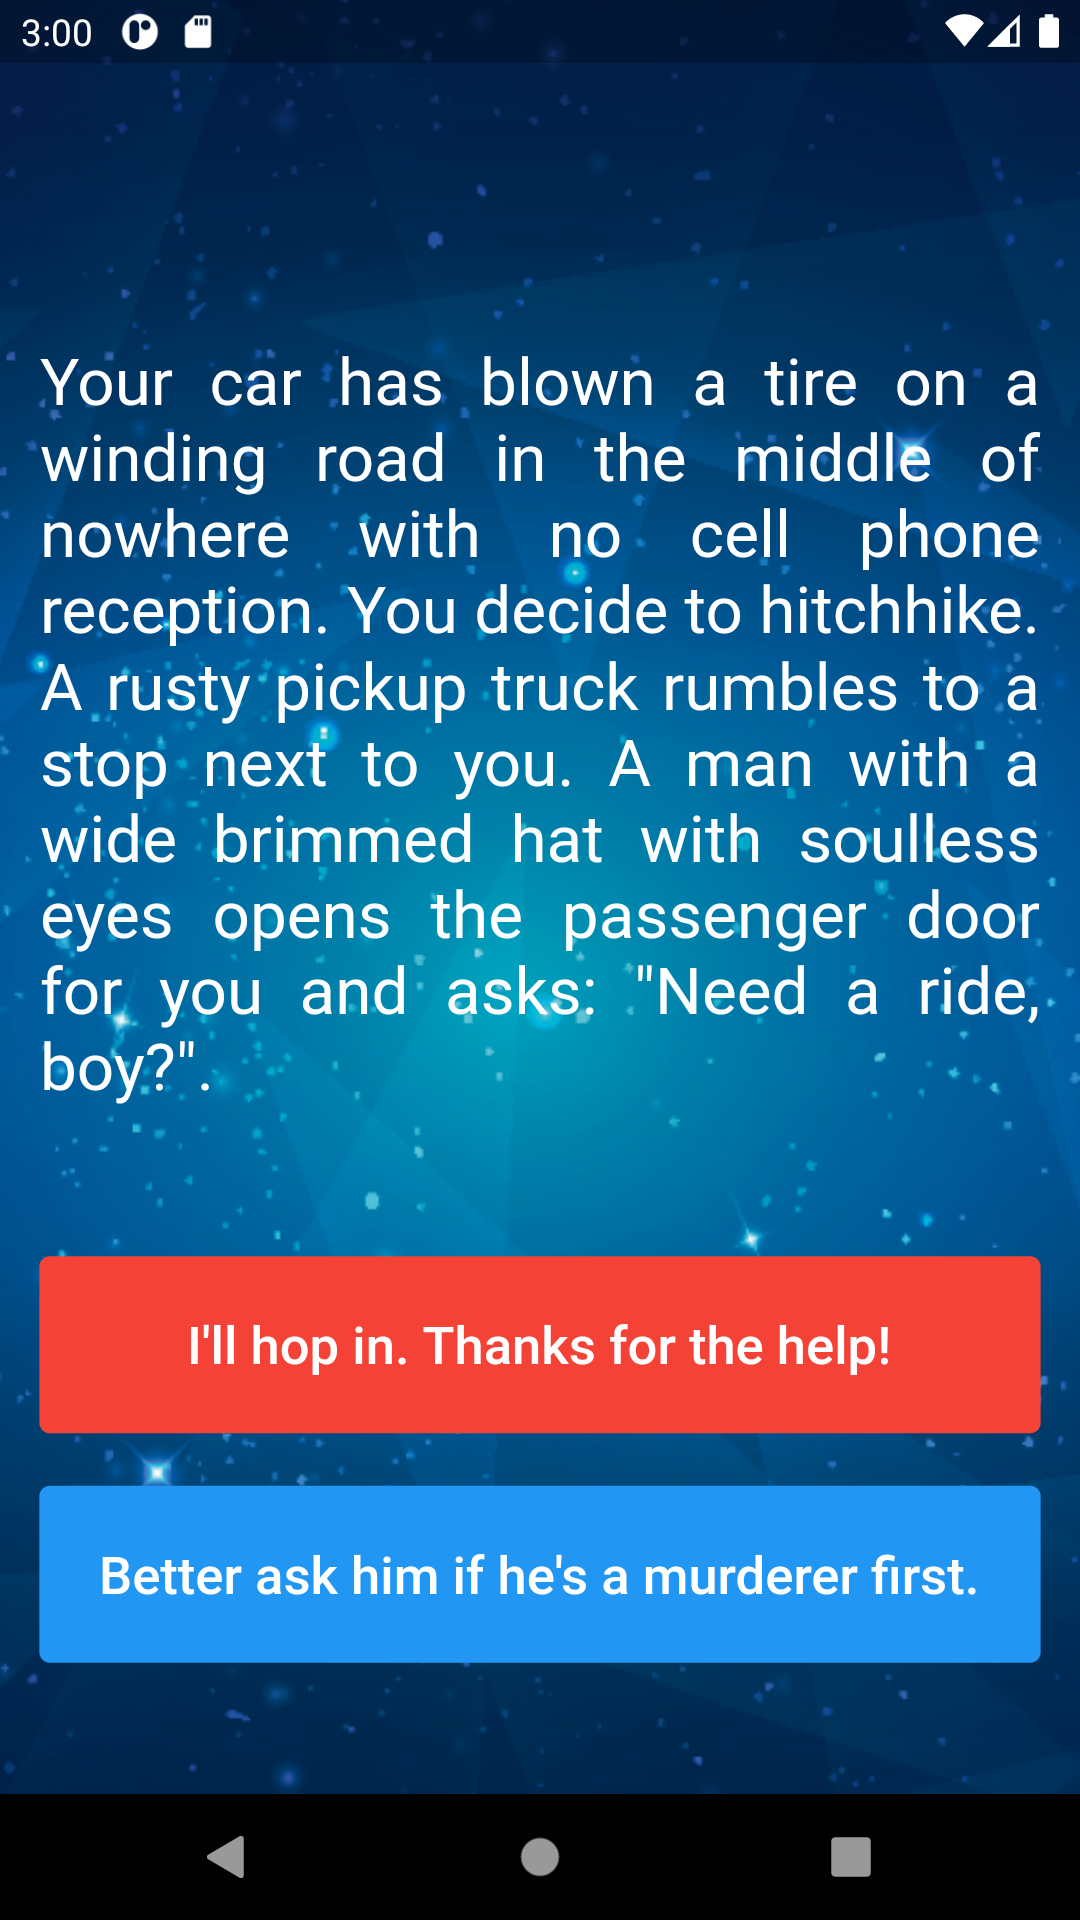 3:00
Your car has blown a tire on a
winding road in the middle of
nowhere with no cell phone
reception. You decide to hitchhike.
A rusty pickup truck rumbles to a
stop next to you. A man with a
wide brimmed hat with soulless
eyes opens the passenger door
for you and asks: "Need a ride,
boy?".
I'll hop in. Thanks for the help!
Better ask him if he's a murderer first.